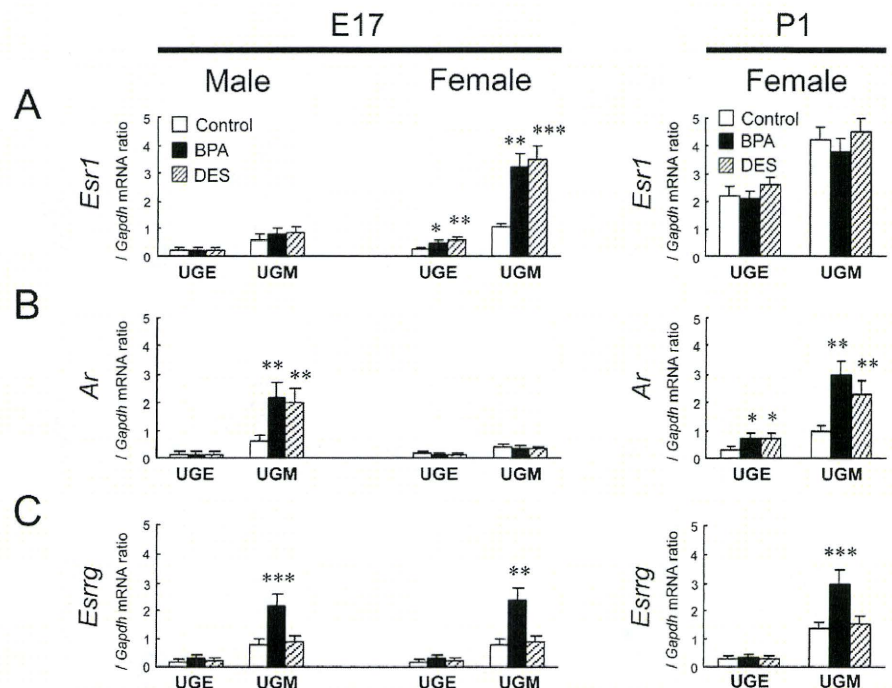 E17
P1
Male
Female
Female
A
Esr1
/ Gapdh mRNA ratio
5
4
3
2
1
0
Control
BPA
DES
*
**
**
***
UGE
UGM
UGE
UGM
Esr1
/ Gapdh mRNA ratio
5
4
3
2
1
0
Control
BPA
DES
UGE
UGM
B
Ar
/ Gapdh mRNA ratio
5
4
3
2
1
0
**
**
UGE
UGM
UGE
UGM
Ar
/ Gapdh mRNA ratio
5
4
3
2
1
0
*
*
**
**
UGE
UGM
C
Esrrg
/ Gapdh mRNA ratio
5
4
3
2
1
0
***
**
UGE
UGM
UGE
UGM
Esrrg
/ Gapdh mRNA ratio
5
4
3
2
1
0
***
UGE
UGM